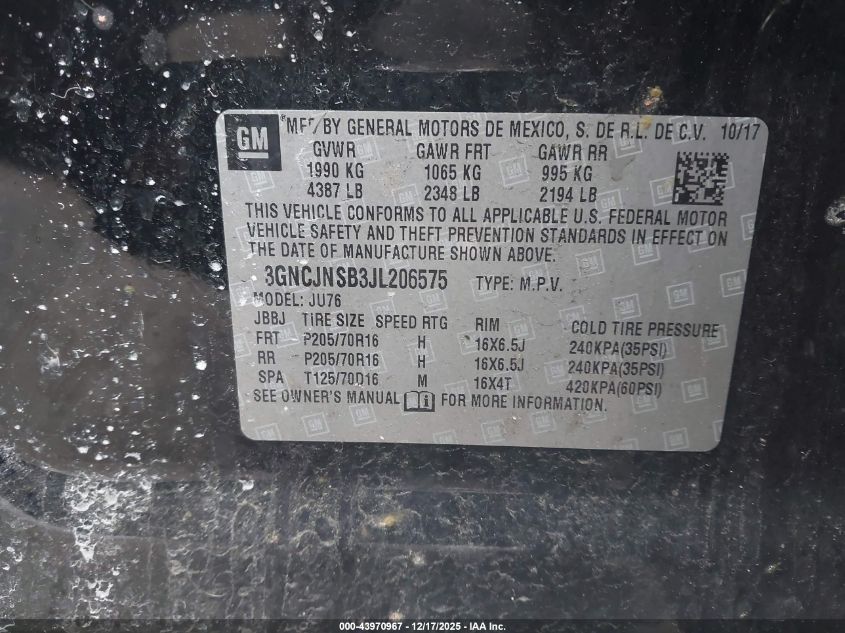 GM
MFD BY GENERAL MOTORS DE MEXICO, S. DE R.L. DE C.V. 10/17
GVWR GAWR FRT GAWR RR
1990 KG 1065 KG 995 KG
4387 LB 2348 LB 2194 LB
THIS VEHICLE CONFORMS TO ALL APPLICABLE U.S. FEDERAL MOTOR
VEHICLE SAFETY AND THEFT PREVENTION STANDARDS IN EFFECT ON
THE DATE OF MANUFACTURE SHOWN ABOVE.
3GNCJNSB3JL206575 TYPE: M.P.V.
MODEL: JU76
JBBJ TIRE SIZE SPEED RTG RIM COLD TIRE PRESSURE
FRT P205/70R16 H 16X6.5J 240KPA(35PSI)
RR P205/70R16 H 16X6.5J 240KPA(35PSI)
SPA T125/70D16 M 16X4T 420KPA(60PSI)
SEE OWNER'S MANUAL FOR MORE INFORMATION.
000-43970967 - 12/17/2025 - IAA Inc.